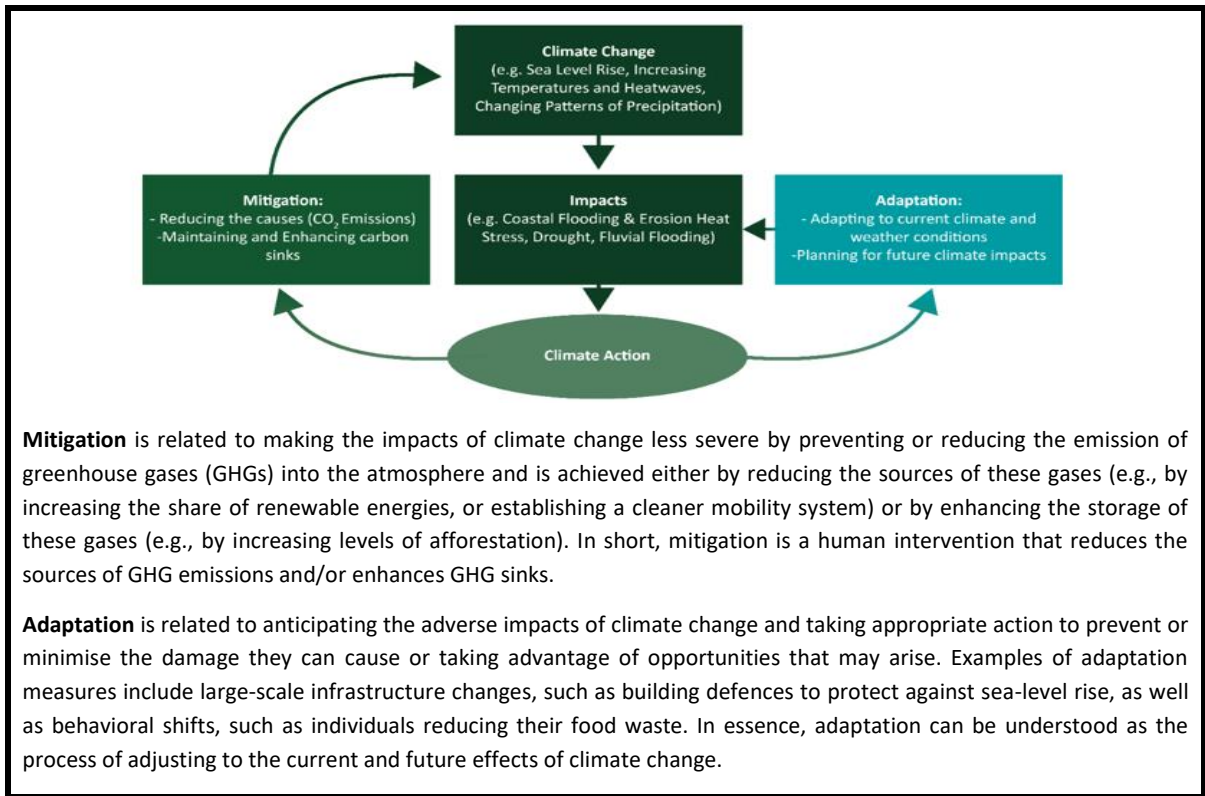 Climate Change
(e.g. Sea Level Rise, Increasing
Temperatures and Heatwaves,
Changing Patterns of Precipitation)
Mitigation:
- Reducing the causes (CO₂ Emissions)
-Maintaining and Enhancing carbon
sinks
Impacts
(e.g. Coastal Flooding & Erosion Heat
Stress, Drought, Fluvial Flooding)
Adaptation:
- Adapting to current climate and
weather conditions
-Planning for future climate impacts
Climate Action
Mitigation is related to making the impacts of climate change less severe by preventing or reducing the emission of
greenhouse gases (GHGs) into the atmosphere and is achieved either by reducing the sources of these gases (e.g., by
increasing the share of renewable energies, or establishing a cleaner mobility system) or by enhancing the storage of
these gases (e.g., by increasing levels of afforestation). In short, mitigation is a human intervention that reduces the
sources of GHG emissions and/or enhances GHG sinks.
Adaptation is related to anticipating the adverse impacts of climate change and taking appropriate action to prevent or
minimise the damage they can cause or taking advantage of opportunities that may arise. Examples of adaptation
measures include large-scale infrastructure changes, such as building defences to protect against sea-level rise, as well
as behavioral shifts, such as individuals reducing their food waste. In essence, adaptation can be understood as the
process of adjusting to the current and future effects of climate change.